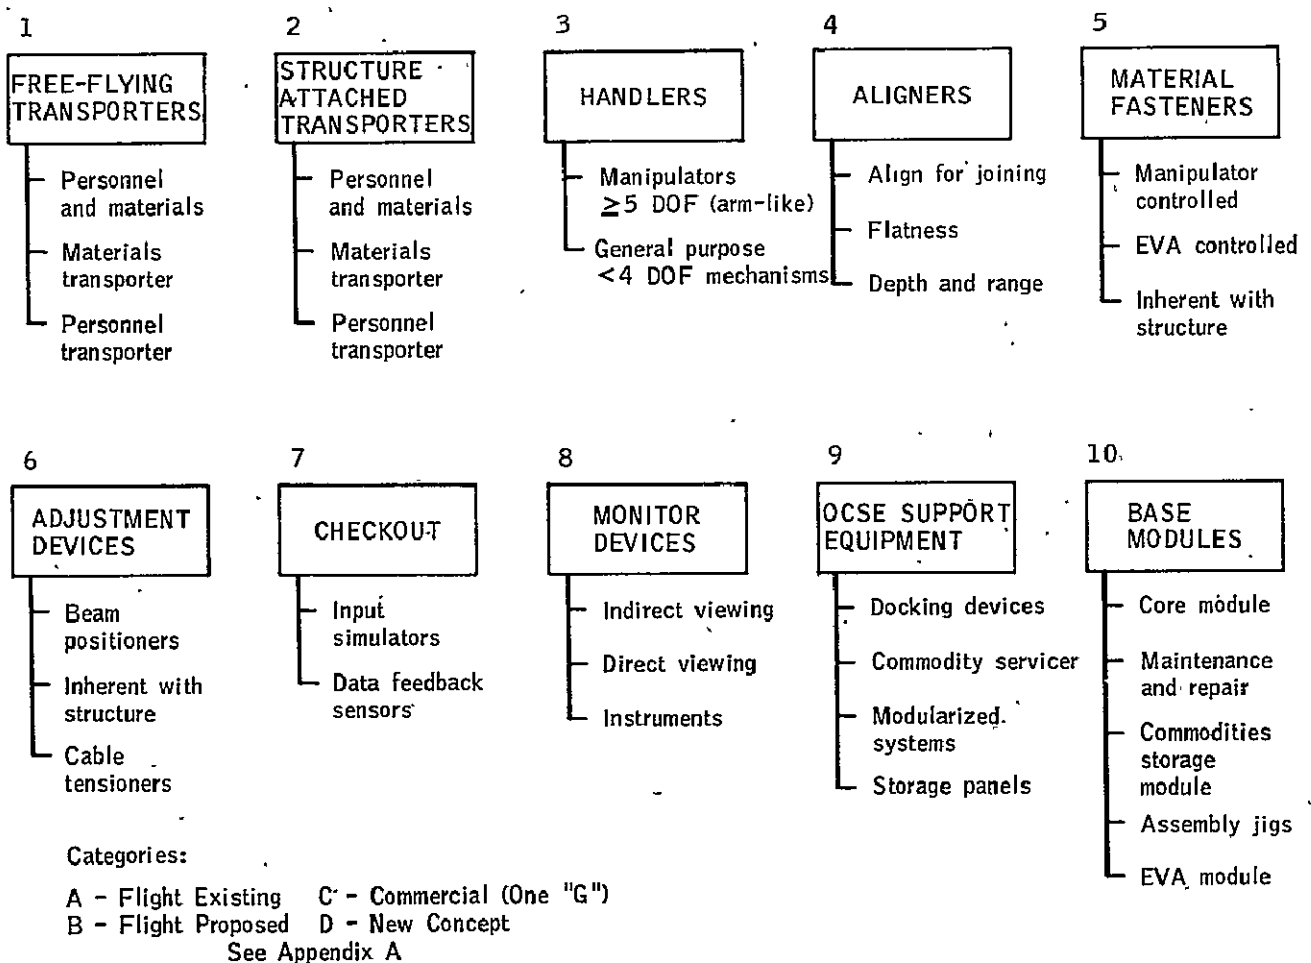 1
FREE-FLYING
TRANSPORTERS
Personnel
and materials
Materials
transporter
Personnel
transporter
2
STRUCTURE
ATTACHED
TRANSPORTERS
Personnel
and materials
Materials
transporter
Personnel
transporter
3
HANDLERS
Manipulators
≥5 DOF (arm-like)
General purpose
<4 DOF mechanisms
4
ALIGNERS
Align for joining
Flatness
Depth and range
5
MATERIAL
FASTENERS
Manipulator
controlled
EVA controlled
Inherent with
structure
6
ADJUSTMENT
DEVICES
Beam
positioners
Inherent with
structure
Cable
tensioners
7
CHECKOUT
Input
simulators
Data feedback
sensors
8
MONITOR
DEVICES
Indirect viewing
Direct viewing
Instruments
9
OCSE SUPPORT
EQUIPMENT
Docking devices
Commodity servicer
Modularized
systems
Storage panels
10
BASE
MODULES
Core module
Maintenance
and repair
Commodities
storage
module
Assembly jigs
EVA module
Categories:
A - Flight Existing C - Commercial (One "G")
B - Flight Proposed D - New Concept
See Appendix A